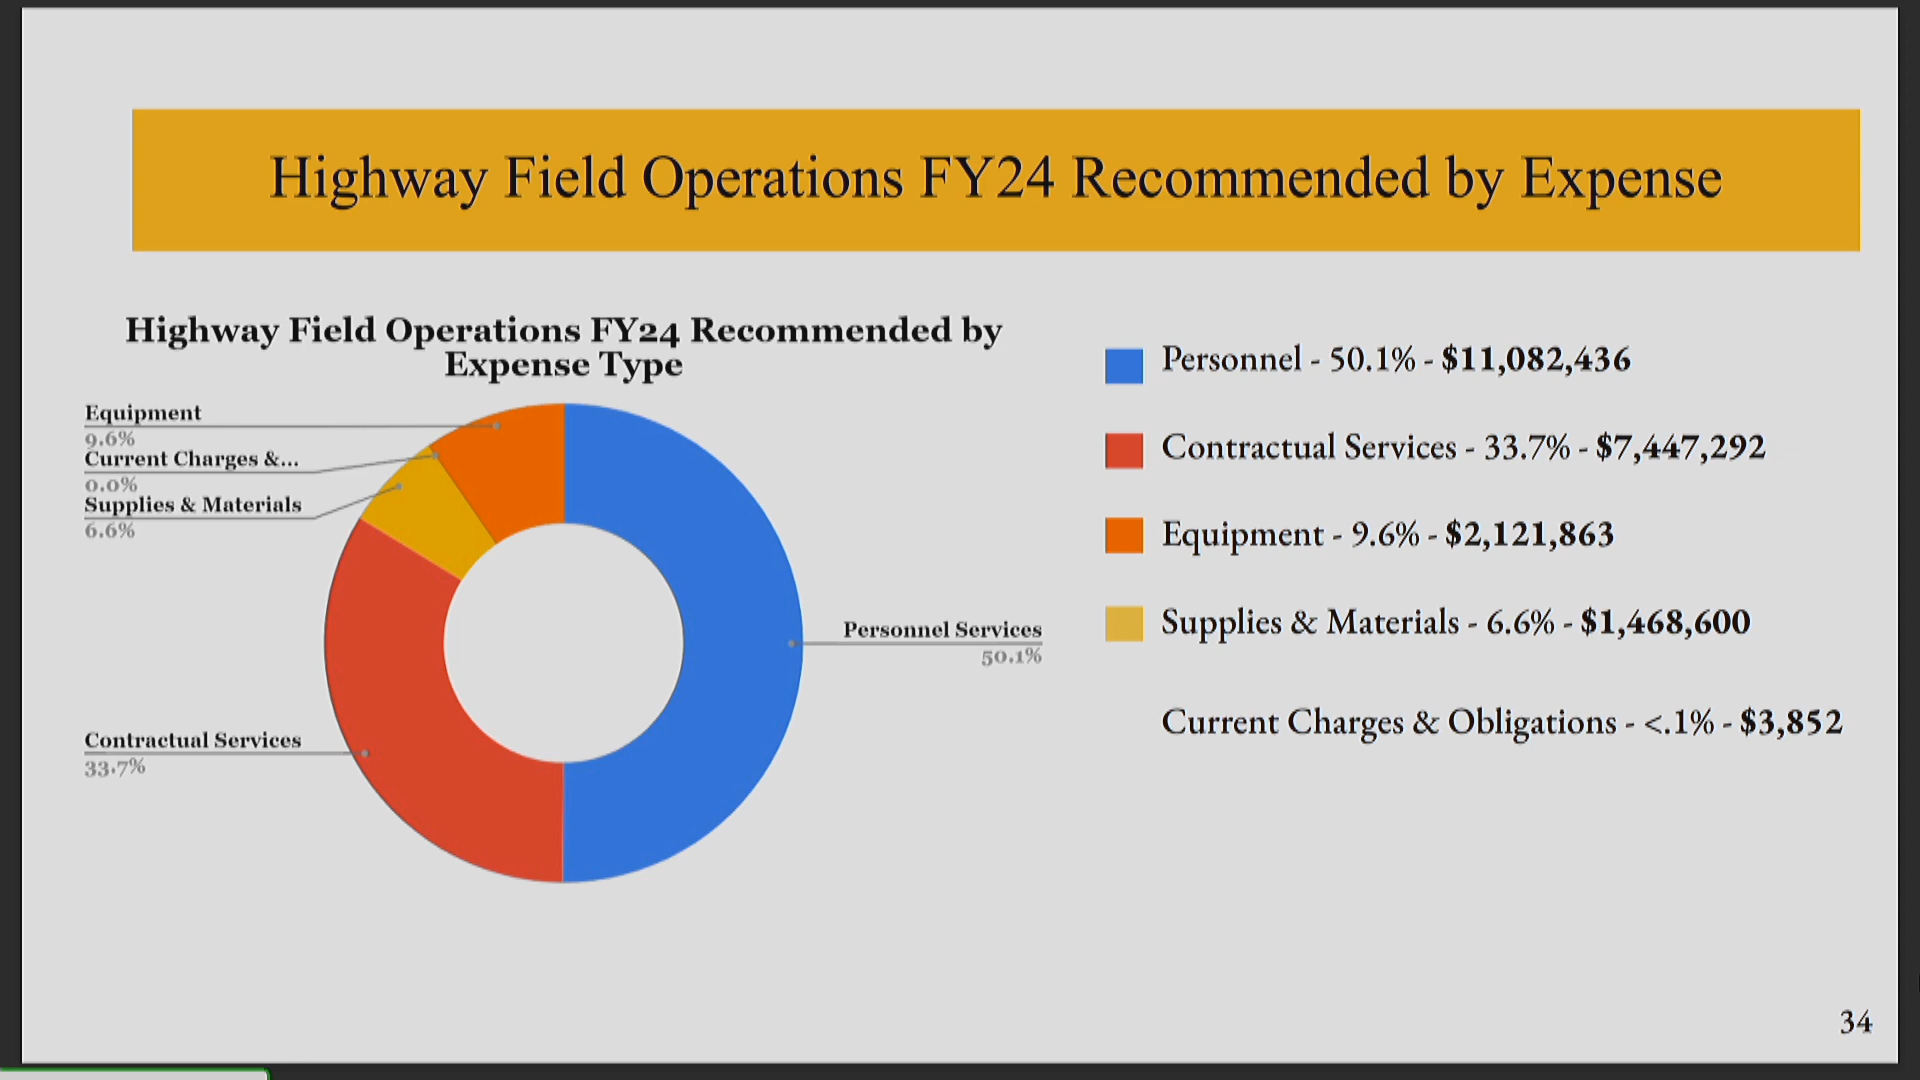 Highway Field Operations FY24 Recommended by Expense
Highway Field Operations FY24 Recommended by
Expense Type
Equipment
9.6%
Current Charges &...
0.0%
Supplies & Materials
6.6%
Personnel Services
50.1%
Contractual Services
33.7%
Personnel - 50.1% - $11,082,436
Contractual Services - 33.7% - $7,447,292
Equipment - 9.6% - $2,121,863
Supplies & Materials - 6.6% - $1,468,600
Current Charges & Obligations - <.1% - $3,852
34